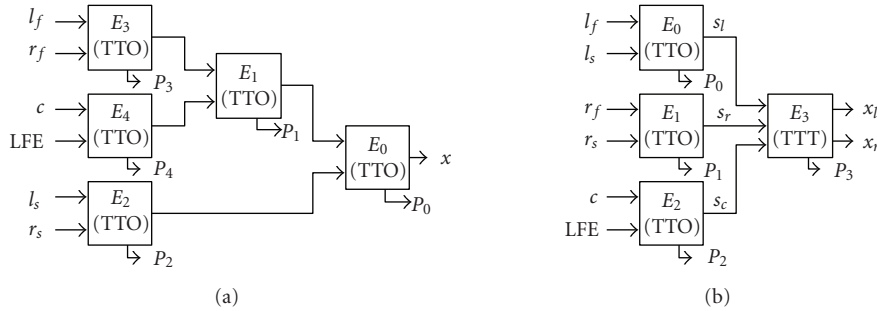 l_f
r_f
E_3
(TTO)
P_3
c
LFE
E_4
(TTO)
P_4
l_s
r_s
E_2
(TTO)
P_2
E_1
(TTO)
P_1
E_0
(TTO)
P_0
x
(a)
l_f
l_s
E_0
(TTO)
P_0
s_l
r_f
r_s
E_1
(TTO)
P_1
s_r
c
LFE
E_2
(TTO)
P_2
s_c
E_3
(TTT)
P_3
x_l
x_r
(b)